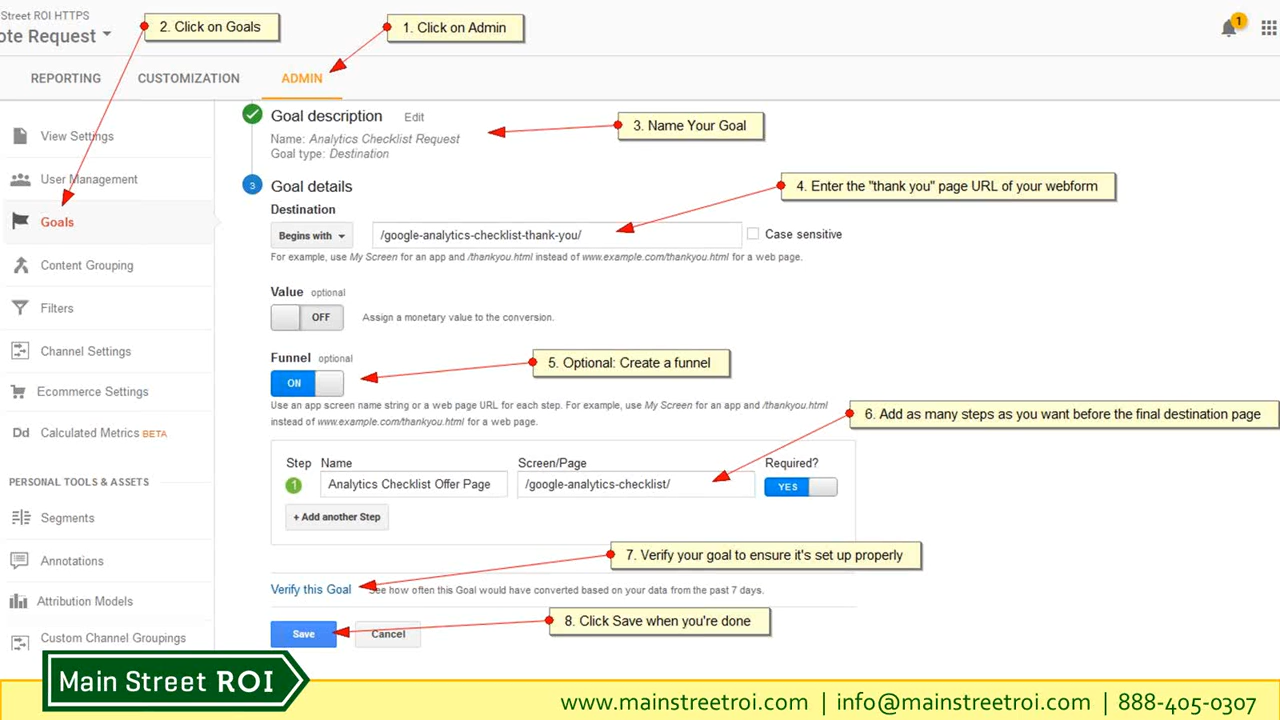 Street ROI HTTPS
ote Request
2. Click on Goals
1. Click on Admin
1
REPORTING
CUSTOMIZATION
ADMIN
View Settings
User Management
Goals
Content Grouping
Filters
Channel Settings
Ecommerce Settings
Dd Calculated Metrics BETA
PERSONAL TOOLS & ASSETS
Segments
Annotations
Attribution Models
Custom Channel Groupings
Goal description Edit
Name: Analytics Checklist Request
Goal type: Destination
3. Name Your Goal
3 Goal details
4. Enter the "thank you" page URL of your webform
Destination
Begins with /google-analytics-checklist-thank-you/ Case sensitive
For example, use My Screen for an app and /thankyou.html instead of www.example.com/thankyou.html for a web page.
Value optional
OFF Assign a monetary value to the conversion.
Funnel optional
5. Optional: Create a funnel
ON
Use an app screen name string or a web page URL for each step. For example, use My Screen for an app and /thankyou.html
instead of www.example.com/thankyou.html for a web page.
6. Add as many steps as you want before the final destination page
Step Name Screen/Page Required?
1 Analytics Checklist Offer Page /google-analytics-checklist/ YES
+ Add another Step
7. Verify your goal to ensure it's set up properly
Verify this Goal See how often this Goal would have converted based on your data from the past 7 days.
8. Click Save when you're done
Save Cancel
Main Street ROI
www.mainstreetroi.com | info@mainstreetroi.com | 888-405-0307